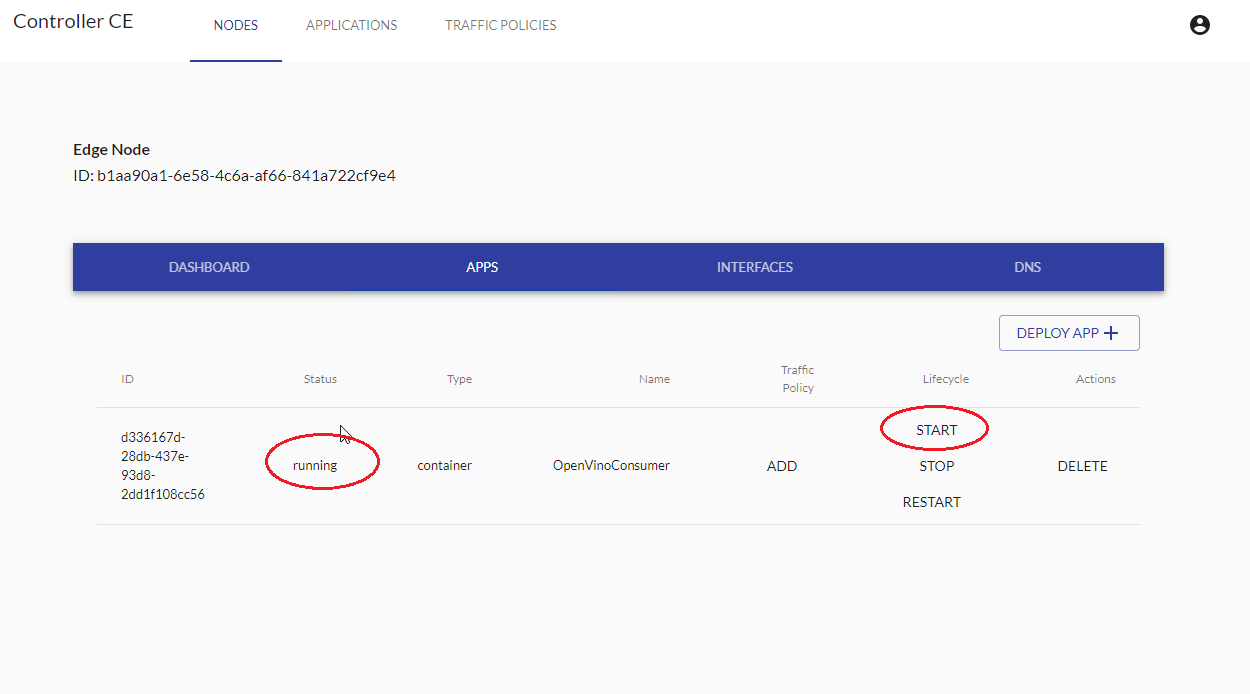 Controller CE
NODES
APPLICATIONS
TRAFFIC POLICIES
Edge Node
ID: b1aa90a1-6e58-4c6a-af66-841a722cf9e4
DASHBOARD
APPS
INTERFACES
DNS
DEPLOY APP
ID
Status
Type
Name
Traffic
Policy
Lifecycle
Actions
d336167d-
28db-437e-
93d8-
2dd1f108cc56
running
container
OpenVinoConsumer
ADD
START
STOP
RESTART
DELETE